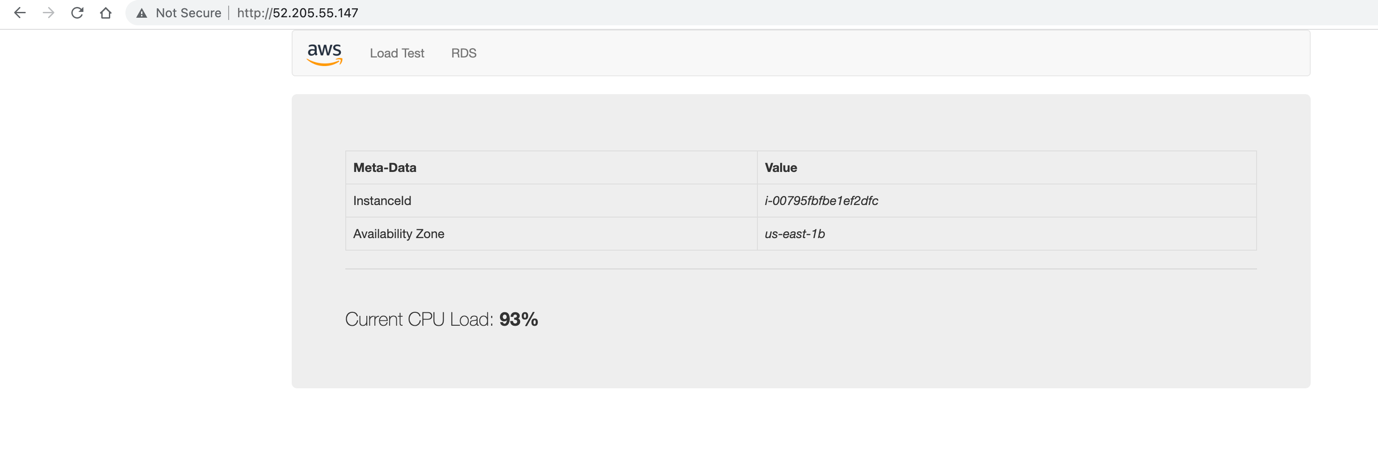 Not Secure | http://52.205.55.147
aws Load Test RDS
Meta-Data Value
InstanceId i-00795fbfbe1ef2dfc
Availability Zone us-east-1b
Current CPU Load: 93%